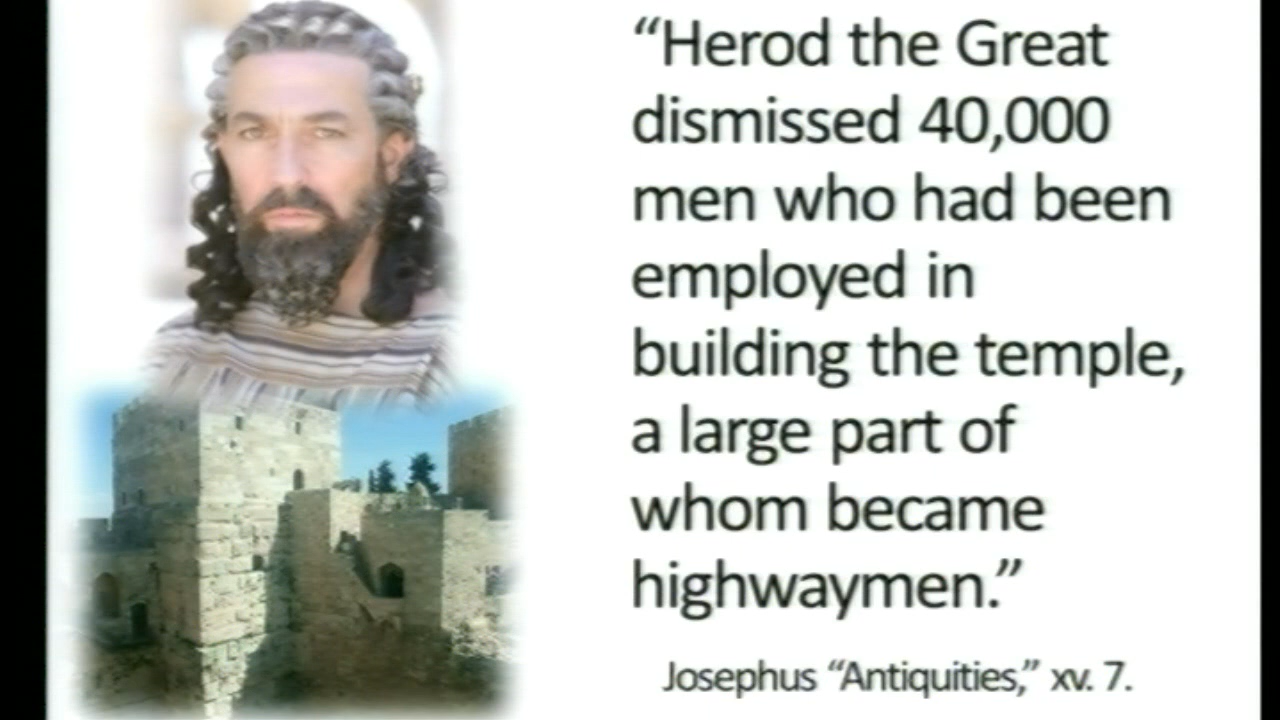 “Herod the Great
dismissed 40,000
men who had been
employed in
building the temple,
a large part of
whom became
highwaymen.”
Josephus “Antiquities,” xv. 7.